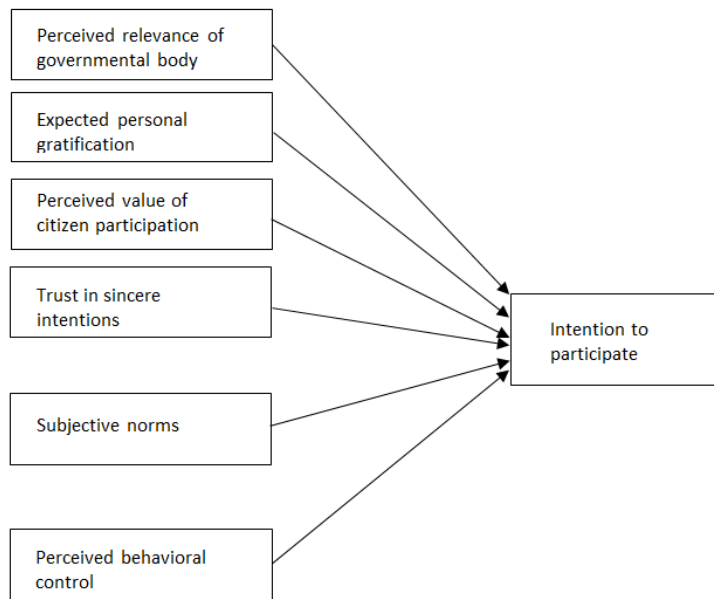 Perceived relevance of
governmental body
Expected personal
gratification
Perceived value of
citizen participation
Trust in sincere
intentions
Intention to
participate
Subjective norms
Perceived behavioral
control